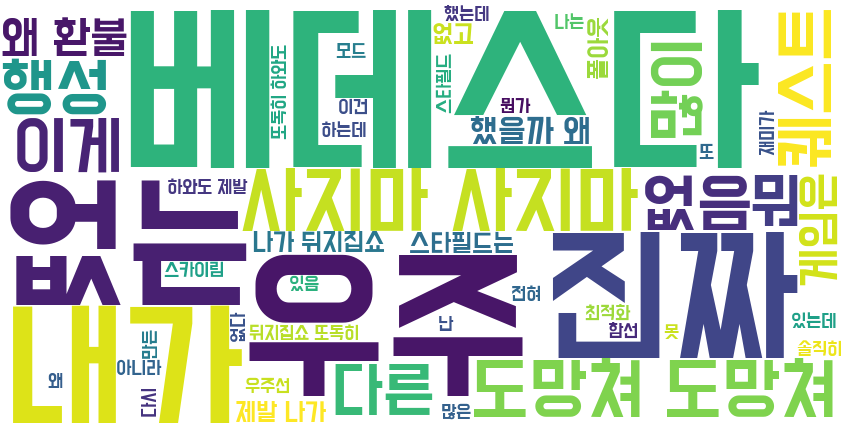 왜 환불
베데스다
했는데
나는
퀘스트
행성
또독히 하와도
모드
스타필드
없고
폴아웃
많이
이게
이건
하는데
뭔가
했을까 왜
또
재미가
없는
하와도 제발
사지마 사지마
없음뭐
게임은
나가 뒤지집쇼
스타필드는
진짜
스카이림
있음
우주
전혀
내가
없다
뒤지집쇼 또독히
난
최적화
함선
못
있는데
만든
아니라
솔직히
왜
다시
우주선
제발 나가
다른
많은
도망쳐 도망쳐